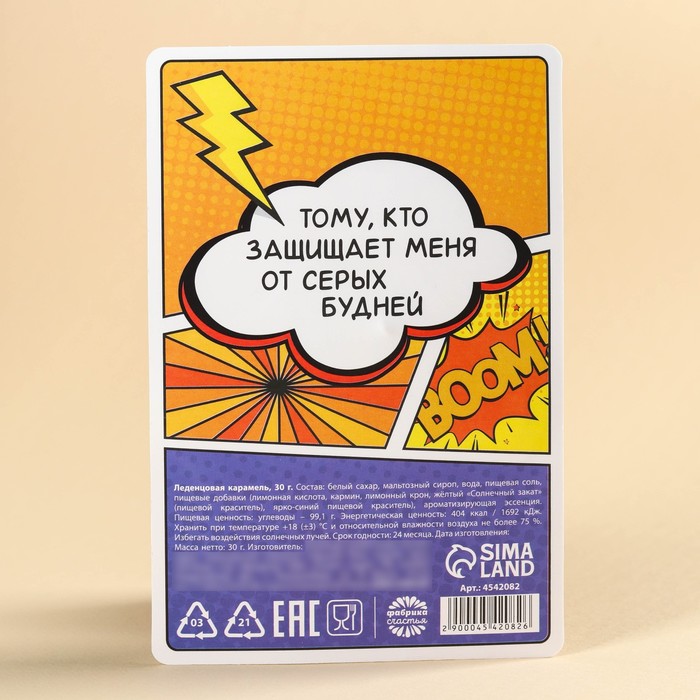 ТОМУ, КТО
ЗАЩИЩАЕТ МЕНЯ
ОТ СЕРЫХ
БУДНЕЙ
BOOM!
Леденцовая карамель, 30 г. Состав: белый сахар, мальтозный сироп, вода, пищевая соль,
пищевые добавки (лимонная кислота, кармин, лимонный крон, жёлтый «Солнечный закат»
(пищевой краситель), ярко-синий пищевой краситель), ароматизирующая эссенция.
Пищевая ценность: углеводы – 99,1 г. Энергетическая ценность: 404 ккал / 1692 кДж.
Хранить при температуре +18 (±3) °C и относительной влажности воздуха не более 75 %.
Избегать воздействия солнечных лучей. Срок годности: 24 месяца. Дата изготовления:
Масса нетто: 30 г. Изготовитель:
SIMA
LAND
Арт.: 4542082
03
21
EAC
фабрика
счастья
2 900045 420826